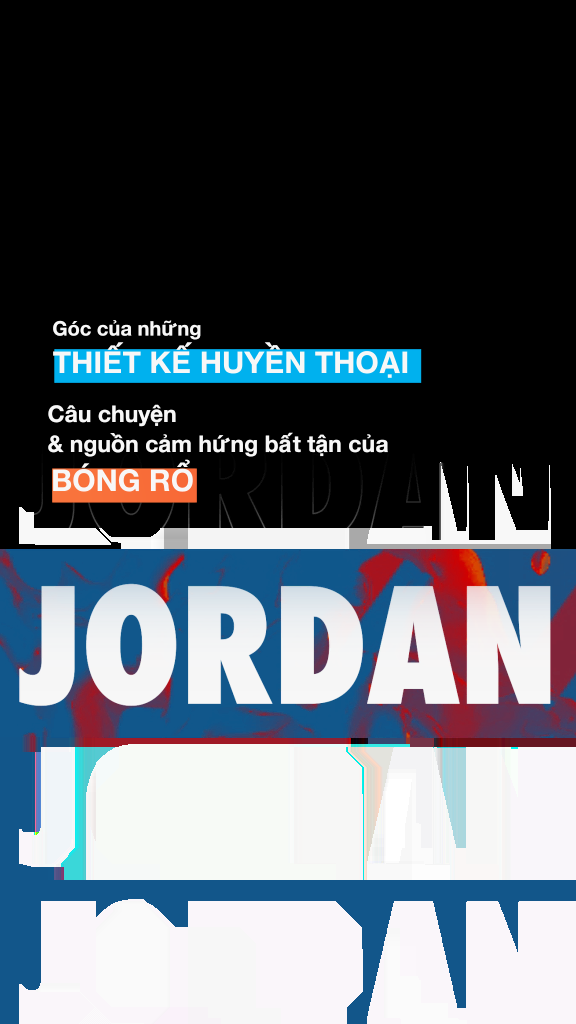 Góc của những
THIẾT KẾ HUYỀN THOẠI
Câu chuyện
& nguồn cảm hứng bất tận của
BÓNG RỔ
JORDAN
JORDAN
JORDAN